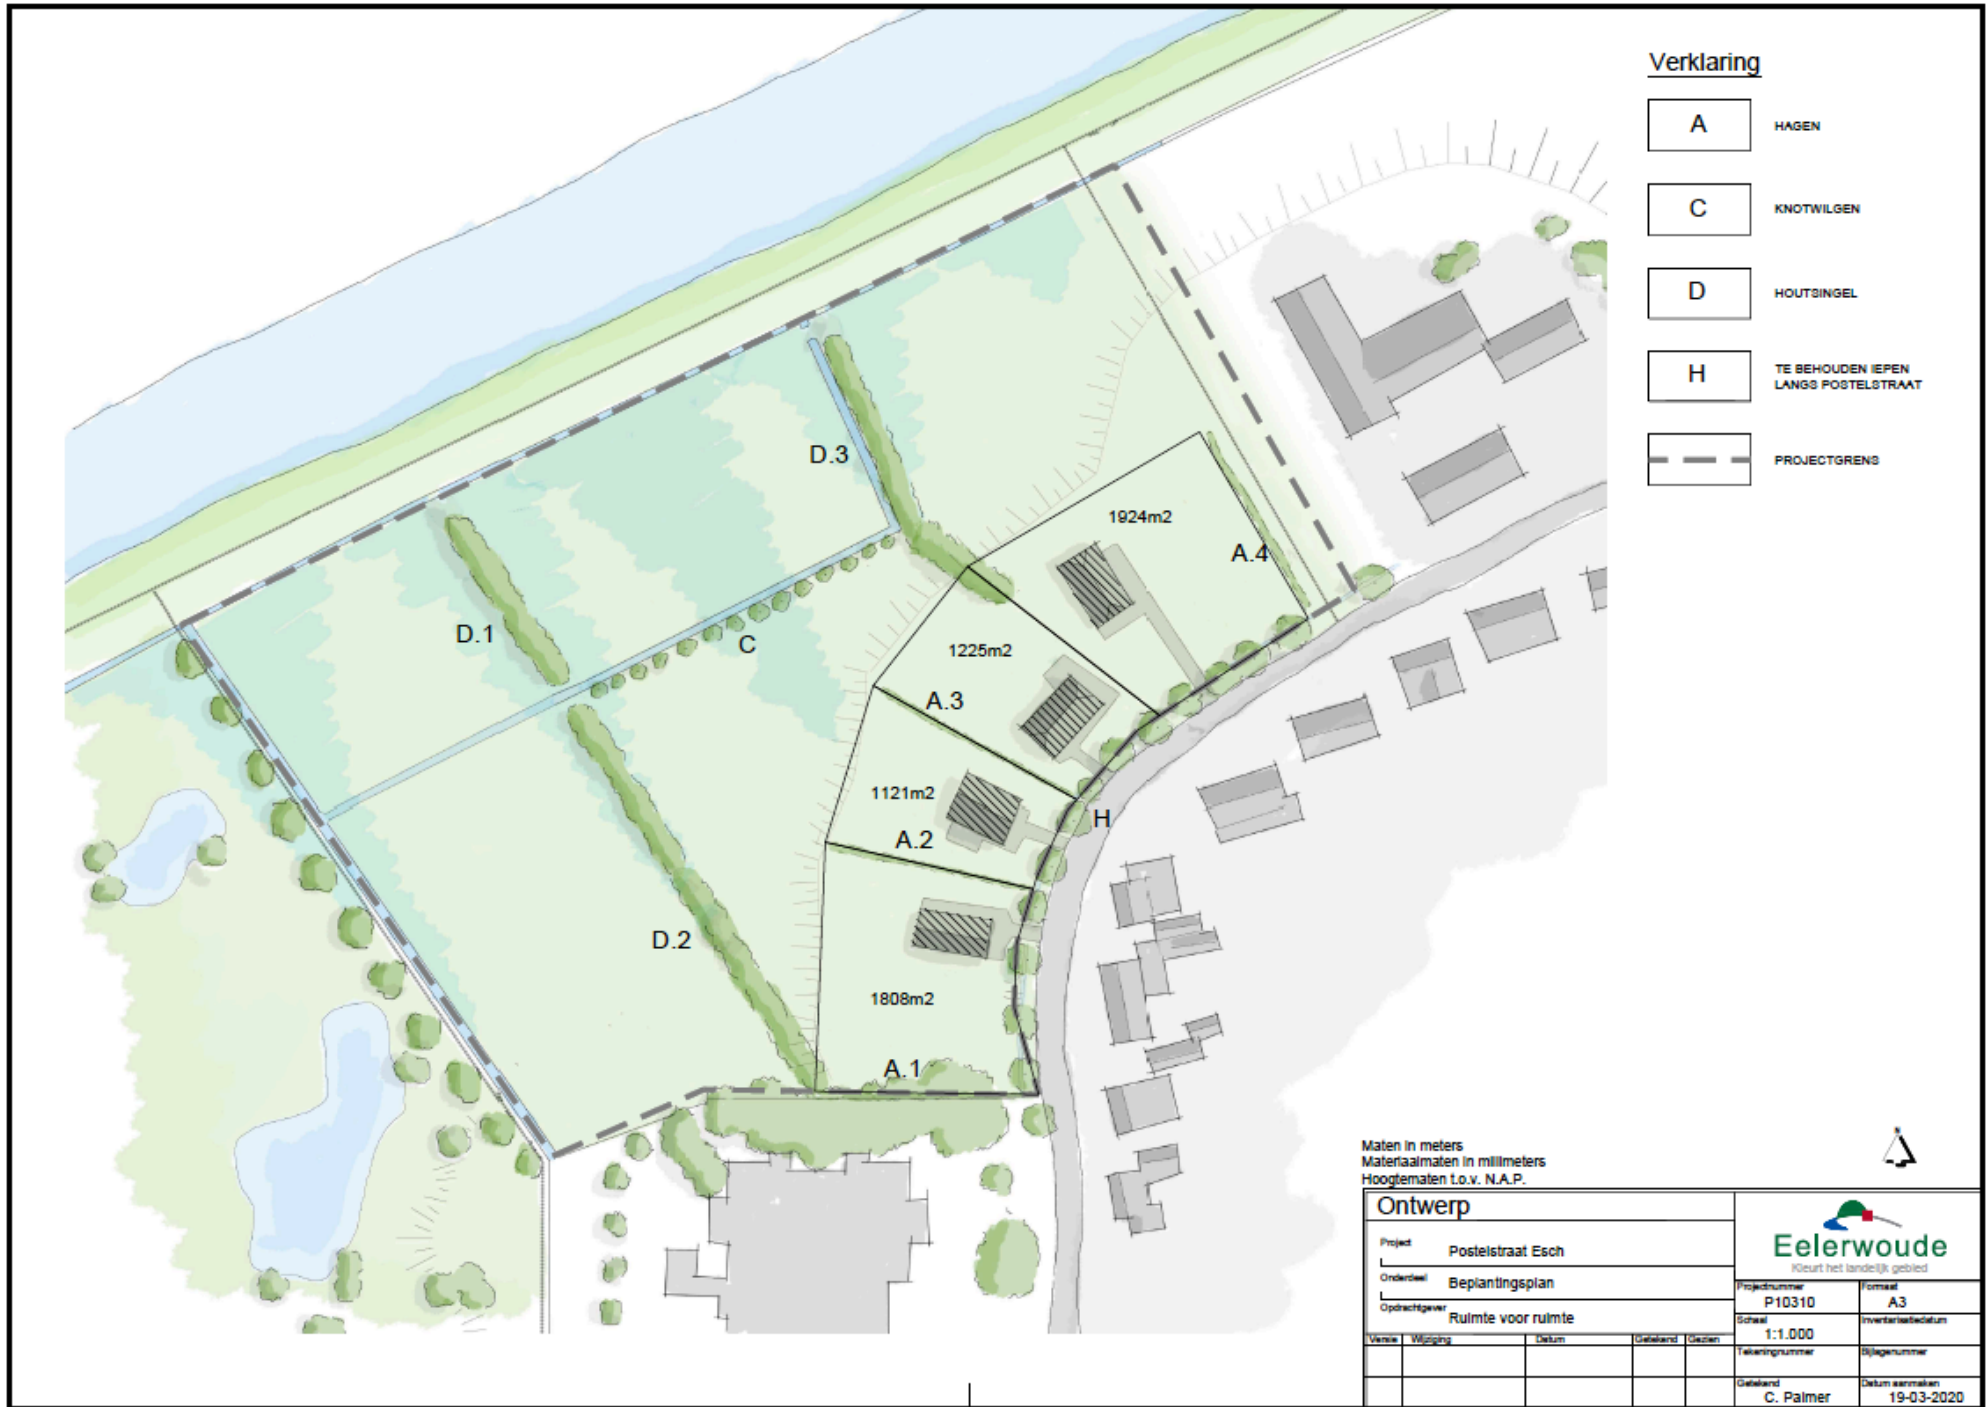 Verklaring
A HAGEN
C KNOTWILGEN
D HOUTSINGEL
H TE BEHOUDEN IEPEN
LANGS POSTELSTRAAT
PROJECTGRENS
D.3
1924m2
A.4
D.1
C
1225m2
A.3
1121m2
H
A.2
D.2
1808m2
A.1
Maten in meters
Materiaalmaten in millimeters
Hoogtematen t.o.v. N.A.P.
N
Ontwerp
Project Postelstraat Esch
Onderdeel Beplantingsplan
Opdrachtgever Ruimte voor ruimte
Versie Wijziging Datum Getekend Gezien
Eelerwoude
Kleurt het landelijk gebied
Projectnummer Formaat
P10310 A3
Schaal Inventarisatiedatum
1:1.000
Tekeningnummer Bijlagenummer
Getekend Datum aanmaken
C. Palmer 19-03-2020